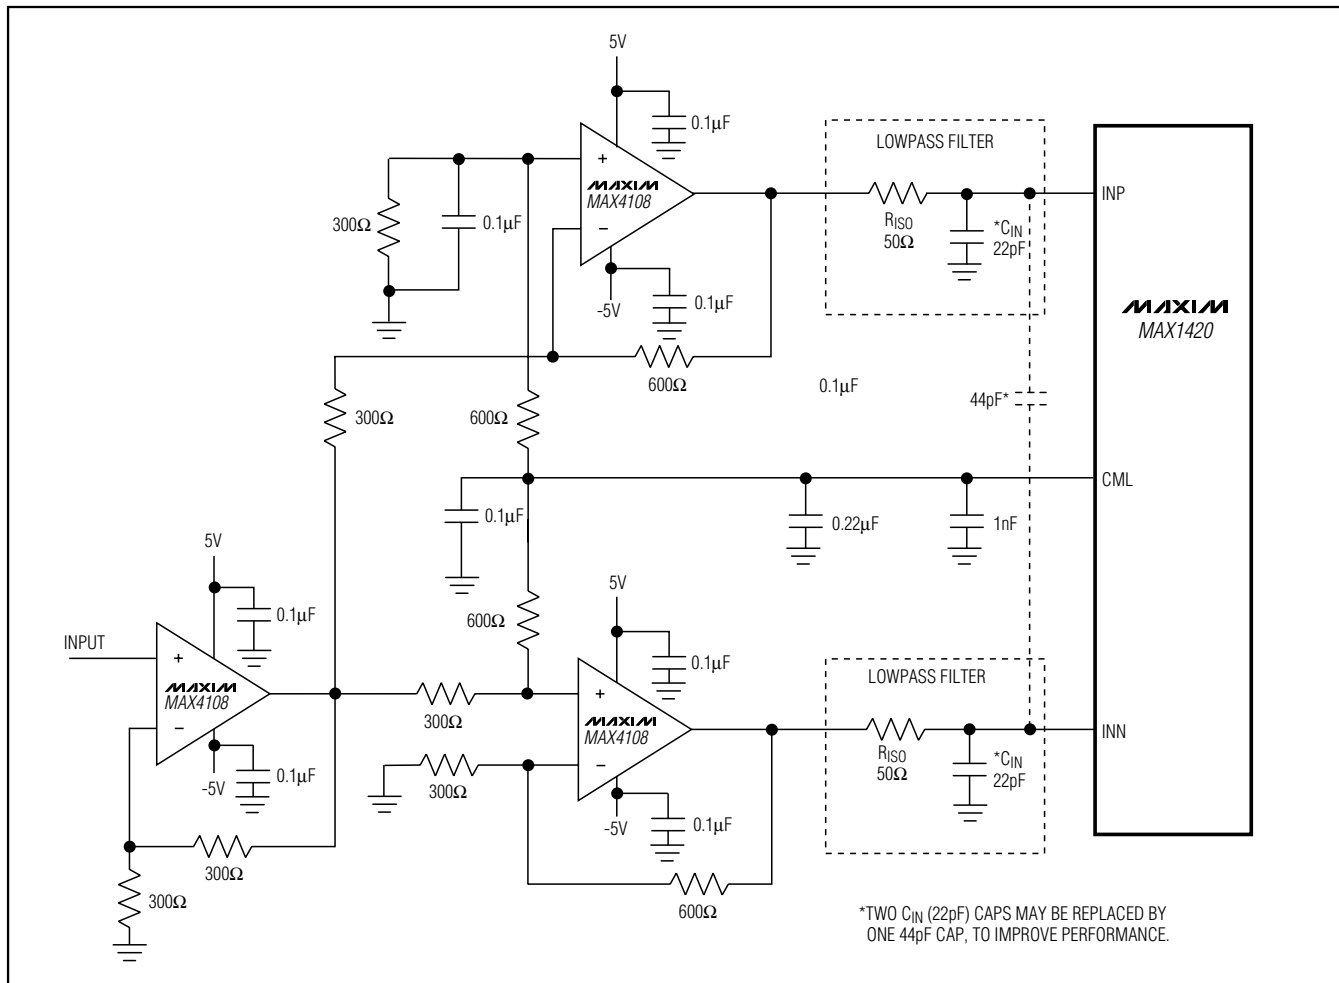 5V
0.1µF
LOWPASS FILTER
+
MAXIM
MAX4108
−
300Ω
0.1µF
RISO
50Ω
*CIN
22pF
INP
-5V
0.1µF
MAXIM
MAX1420
600Ω
0.1µF
300Ω
600Ω
44pF*
CML
0.1µF
0.22µF
1nF
5V
0.1µF
600Ω
5V
0.1µF
INPUT
+
MAXIM
MAX4108
−
300Ω
+
MAXIM
MAX4108
−
LOWPASS FILTER
RISO
50Ω
*CIN
22pF
INN
-5V
0.1µF
300Ω
-5V
0.1µF
300Ω
300Ω
600Ω
*TWO CIN (22pF) CAPS MAY BE REPLACED BY
ONE 44pF CAP, TO IMPROVE PERFORMANCE.